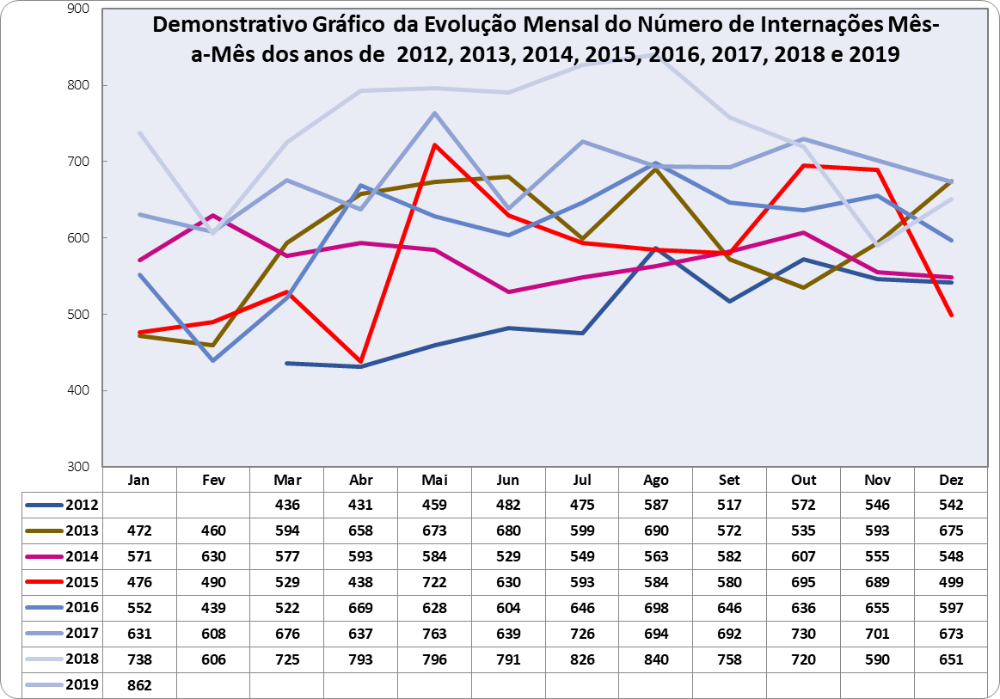 Demonstrativo Gráfico da Evolução Mensal do Número de Internações Mês-
a-Mês dos anos de 2012, 2013, 2014, 2015, 2016, 2017, 2018 e 2019
900
800
700
600
500
400
300
Jan Fev Mar Abr Mai Jun Jul Ago Set Out Nov Dez
2012 436 431 459 482 475 587 517 572 546 542
2013 472 460 594 658 673 680 599 690 572 535 593 675
2014 571 630 577 593 584 529 549 563 582 607 555 548
2015 476 490 529 438 722 630 593 584 580 695 689 499
2016 552 439 522 669 628 604 646 698 646 636 655 597
2017 631 608 676 637 763 639 726 694 692 730 701 673
2018 738 606 725 793 796 791 826 840 758 720 590 651
2019 862